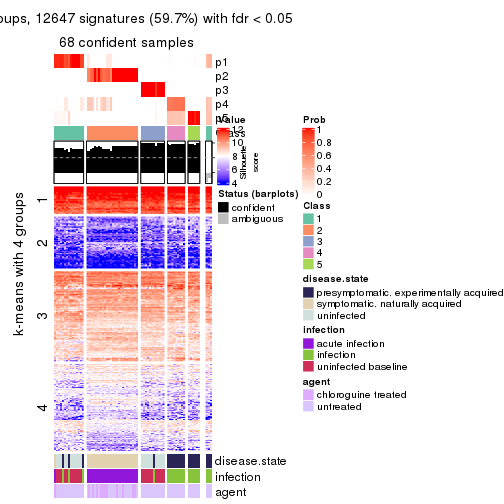 oups, 12647 signatures (59.7%) with fdr < 0.05
68 confident samples
p1
p2
p3
p4
p5
Class
Silhouette
score
Value
12
10
8
6
4
Prob
1
0.8
0.6
0.4
0.2
0
Status (barplots)
confident
ambiguous
Class
1
2
3
4
5
disease.state
presymptomatic, experimentally acquired
symptomatic, naturally acquired
uninfected
infection
acute infection
infection
uninfected baseline
agent
chloroguine treated
untreated
k-means with 4 groups
1
2
3
4
disease.state
infection
agent